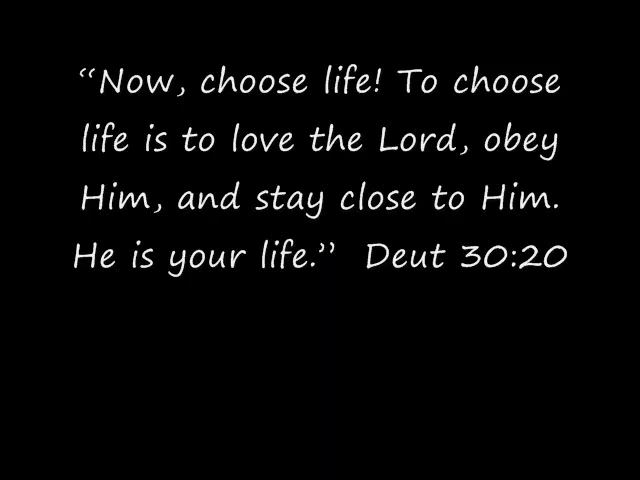 “Now, choose life! To choose
life is to love the Lord, obey
Him, and stay close to Him.
He is your life.”  Deut 30:20